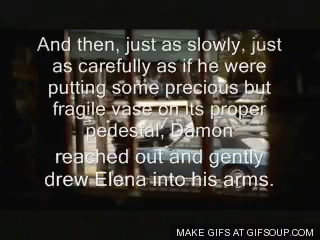 And then, just as slowly, just
as carefully as if he were
putting some precious but
fragile vase on its proper
pedestal, Damon
reached out and gently
drew Elena into his arms.
MAKE GIFS AT GIFSOUP.COM